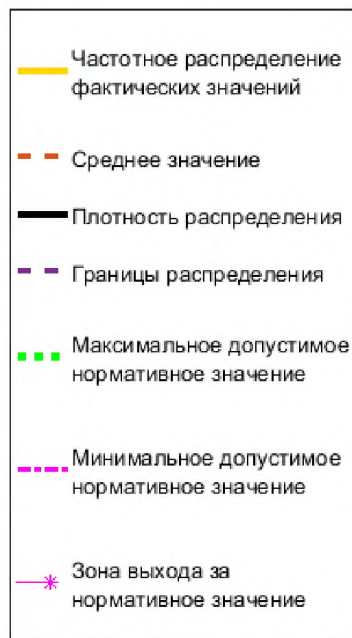 Частотное распределение
фактических значений
Среднее значение
Плотность распределения
Границы распределения
Максимальное допустимое
нормативное значение
Минимальное допустимое
нормативное значение
Зона выхода за
нормативное значение